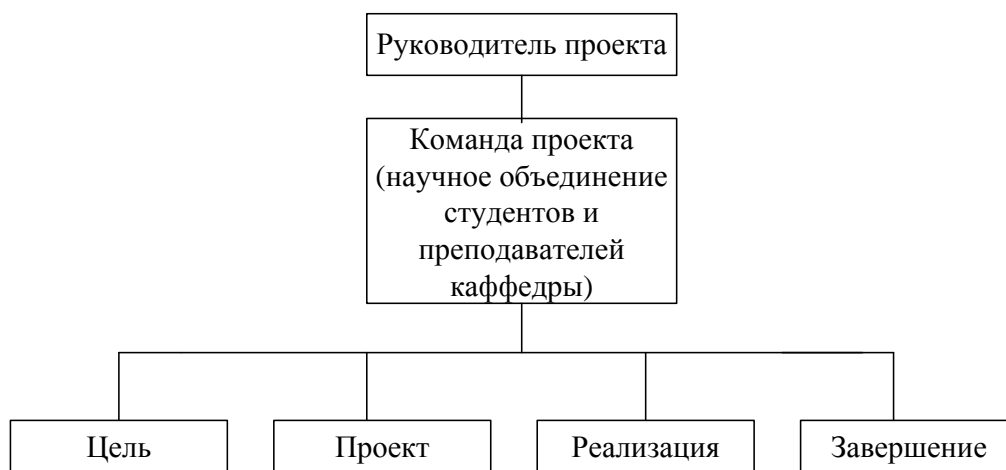 Руководитель проекта
Команда проекта
(научное объединение
студентов и
преподавателей
каффедры)
Цель
Проект
Реализация
Завершение